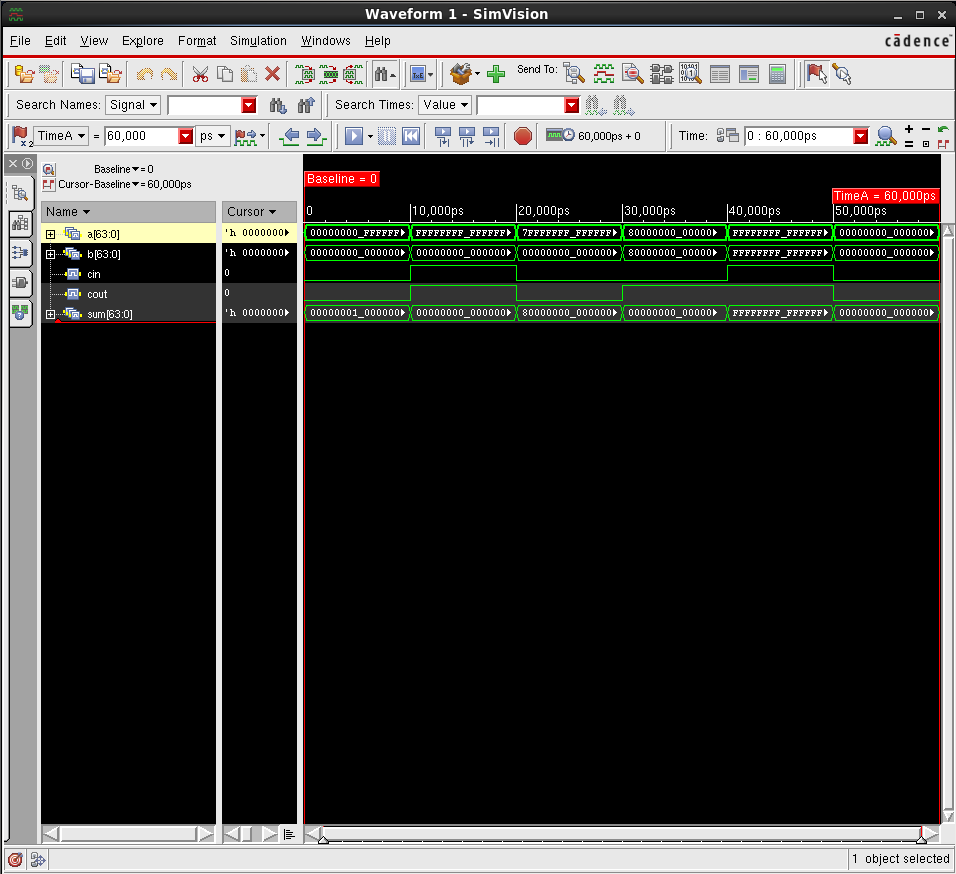 Waveform 1 - SimVision
File Edit View Explore Format Simulation Windows Help cādence
Send To:
Search Names: Signal Search Times: Value
x2 TimeA = 60,000 ps 60,000ps + 0 Time: 0 : 60,000ps
Baseline = 0
Cursor-Baseline = 60,000ps
Baseline = 0
TimeA = 60,000ps
Name Cursor 0 10,000ps 20,000ps 30,000ps 40,000ps 50,000ps
a[63:0] 'h 0000000 00000000_FFFFFF FFFFFFFF_FFFFFF 7FFFFFFF_FFFFFF 80000000_00000 FFFFFFFF_FFFFFF 00000000_000000
b[63:0] 'h 0000000 00000000_000000 00000000_000000 00000000_000000 80000000_00000 FFFFFFFF_FFFFFF 00000000_000000
cin 0
cout 0
sum[63:0] 'h 0000000 00000001_000000 00000000_000000 80000000_000000 00000000_00000 FFFFFFFF_FFFFFF 00000000_000000
1 object selected